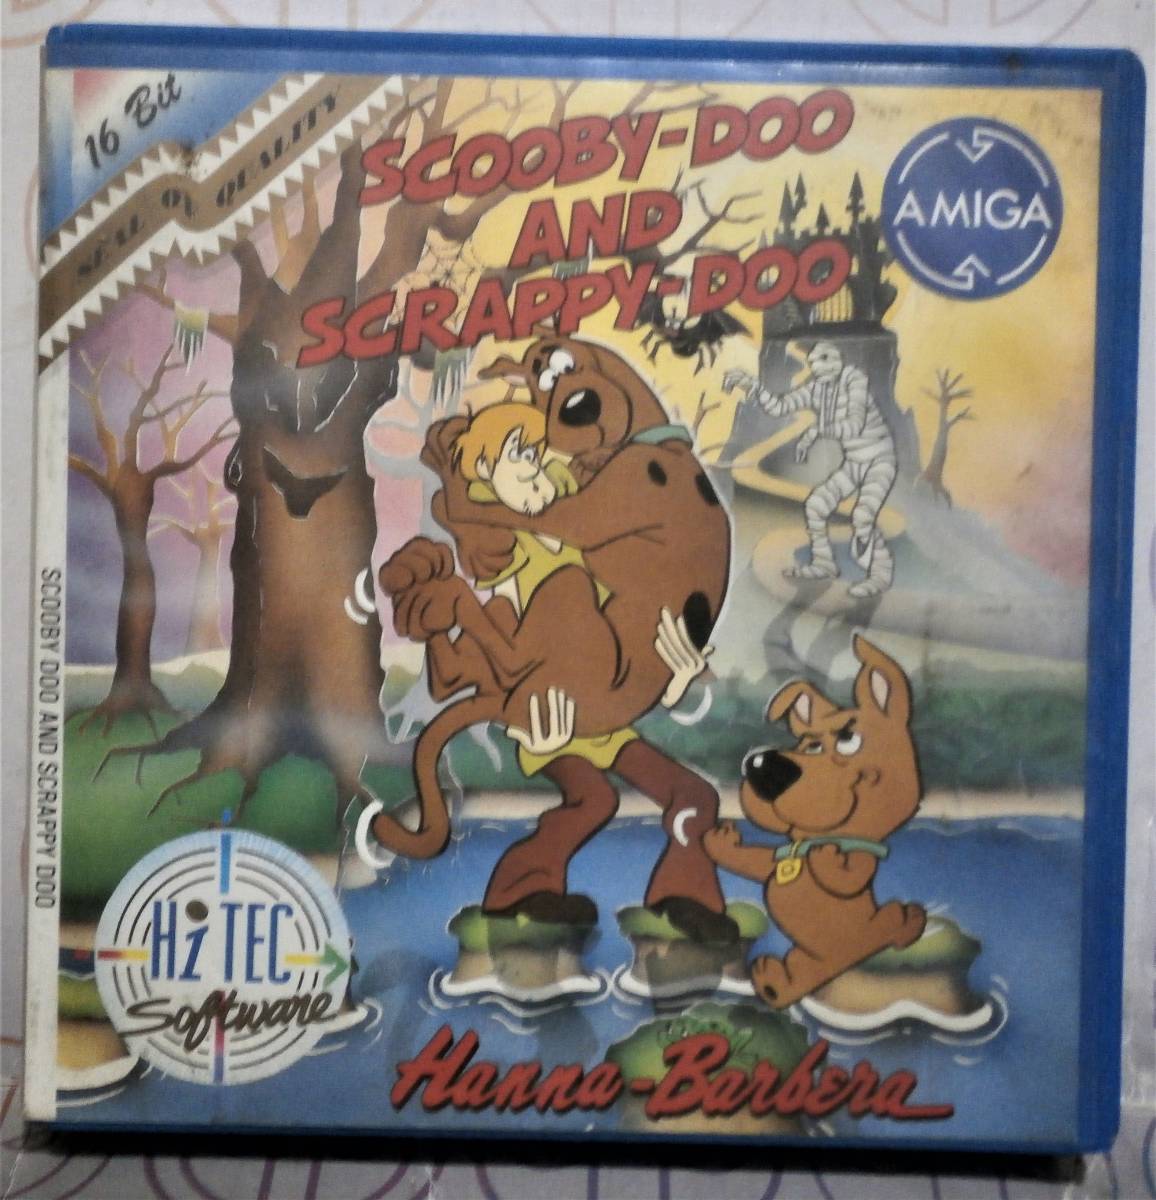 16 Bit
SEAL OF QUALITY
SCOOBY-DOO
AND
SCRAPPY-DOO
AMIGA
SCOOBY DOO AND SCRAPPY DOO
Hi TEC
Software
Hanna-Barbera